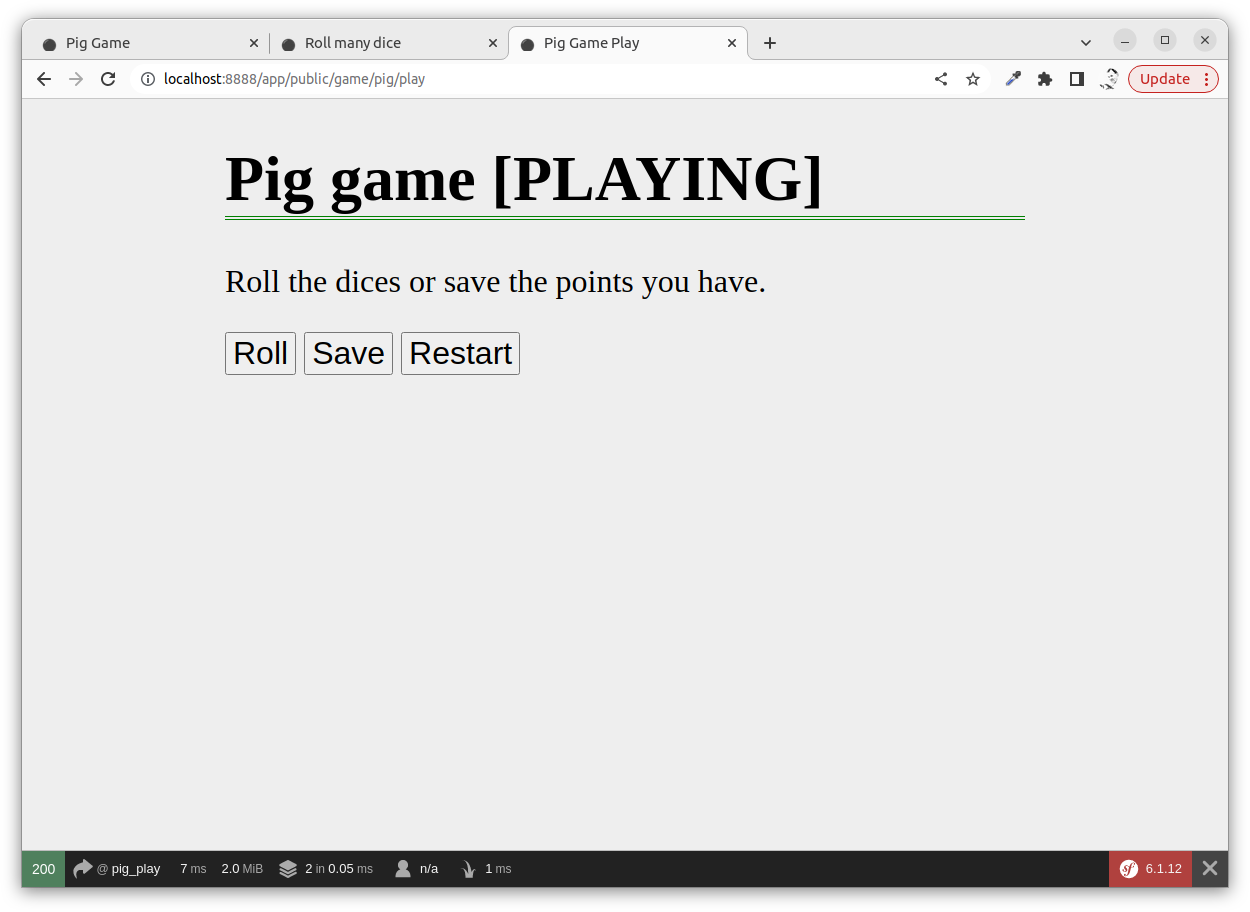 Pig Game
Roll many dice
Pig Game Play
localhost:8888/app/public/game/pig/play
Update
Pig game [PLAYING]
Roll the dices or save the points you have.
Roll Save Restart
200 @ pig_play 7 ms 2.0 MiB 2 in 0.05 ms n/a 1 ms sf 6.1.12